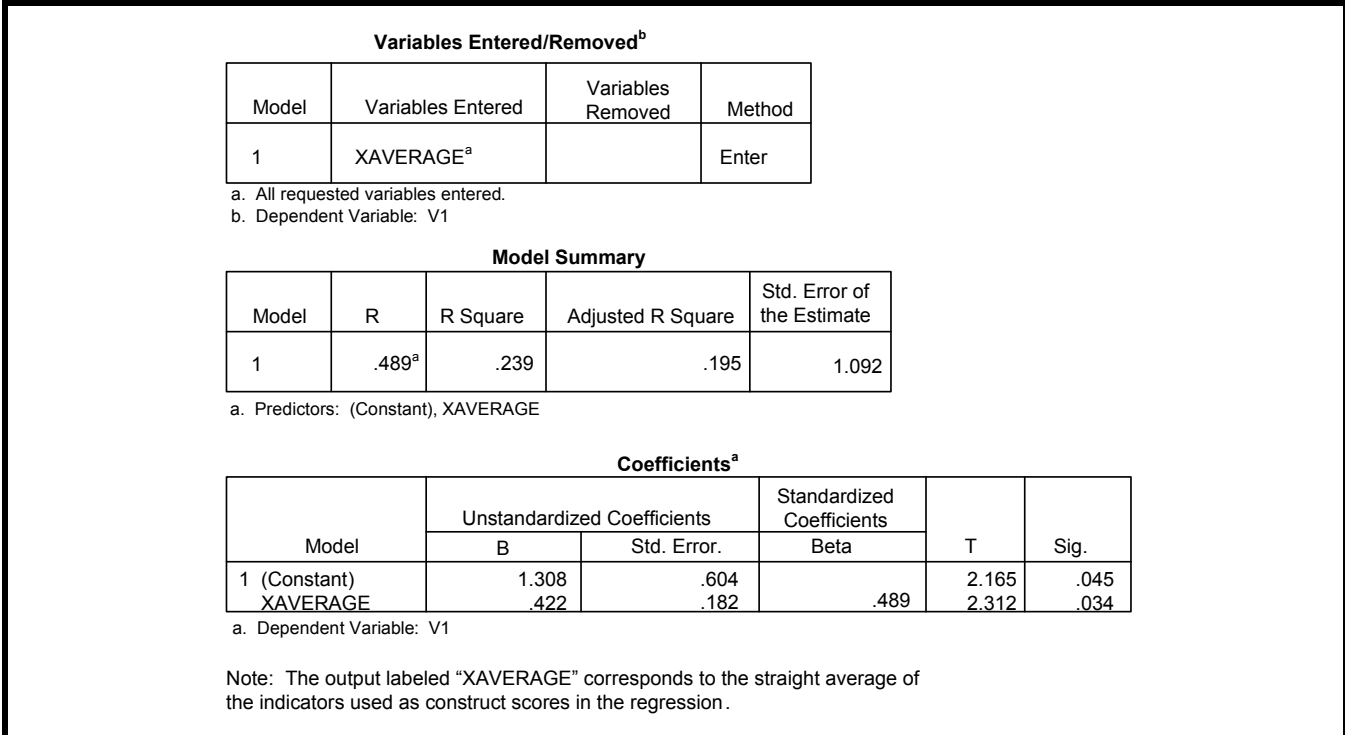 Variables Entered/Removedb
Model Variables Entered Variables Removed Method
1 XAVERAGEa Enter
a. All requested variables entered.
b. Dependent Variable: V1
Model Summary
Model R R Square Adjusted R Square Std. Error of the Estimate
1 .489a .239 .195 1.092
a. Predictors: (Constant), XAVERAGE
Coefficientsa
Model Unstandardized Coefficients Standardized Coefficients T Sig.
B Std. Error. Beta
1 (Constant) 1.308 .604 2.165 .045
XAVERAGE .422 .182 .489 2.312 .034
a. Dependent Variable: V1
Note: The output labeled “XAVERAGE” corresponds to the straight average of
the indicators used as construct scores in the regression.